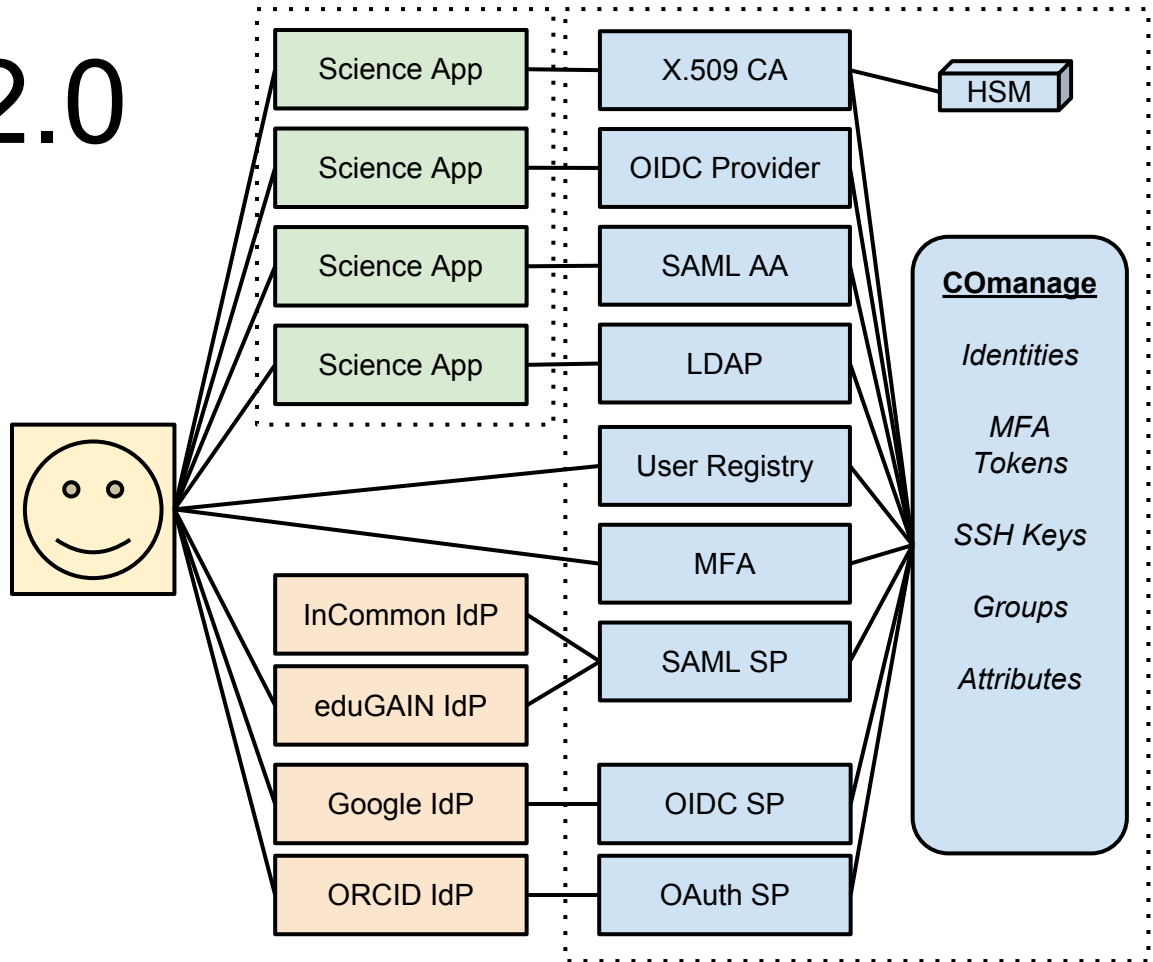 2.0
Science App
X.509 CA
HSM
Science App
OIDC Provider
Science App
SAML AA
Science App
LDAP
User Registry
MFA
InCommon IdP
SAML SP
eduGAIN IdP
Google IdP
OIDC SP
ORCID IdP
OAuth SP
COmanage
Identities
MFA
Tokens
SSH Keys
Groups
Attributes